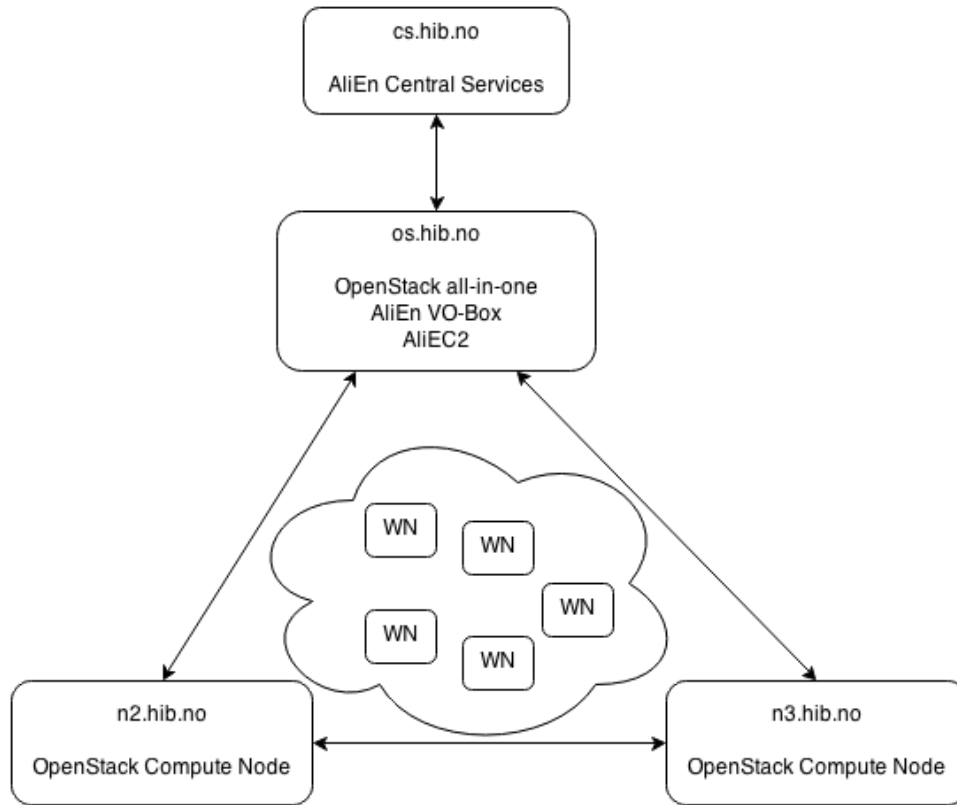 cs.hib.no
AliEn Central Services
os.hib.no
OpenStack all-in-one
AliEn VO-Box
AliEC2
WN
WN
WN
WN
WN
n2.hib.no
OpenStack Compute Node
n3.hib.no
OpenStack Compute Node